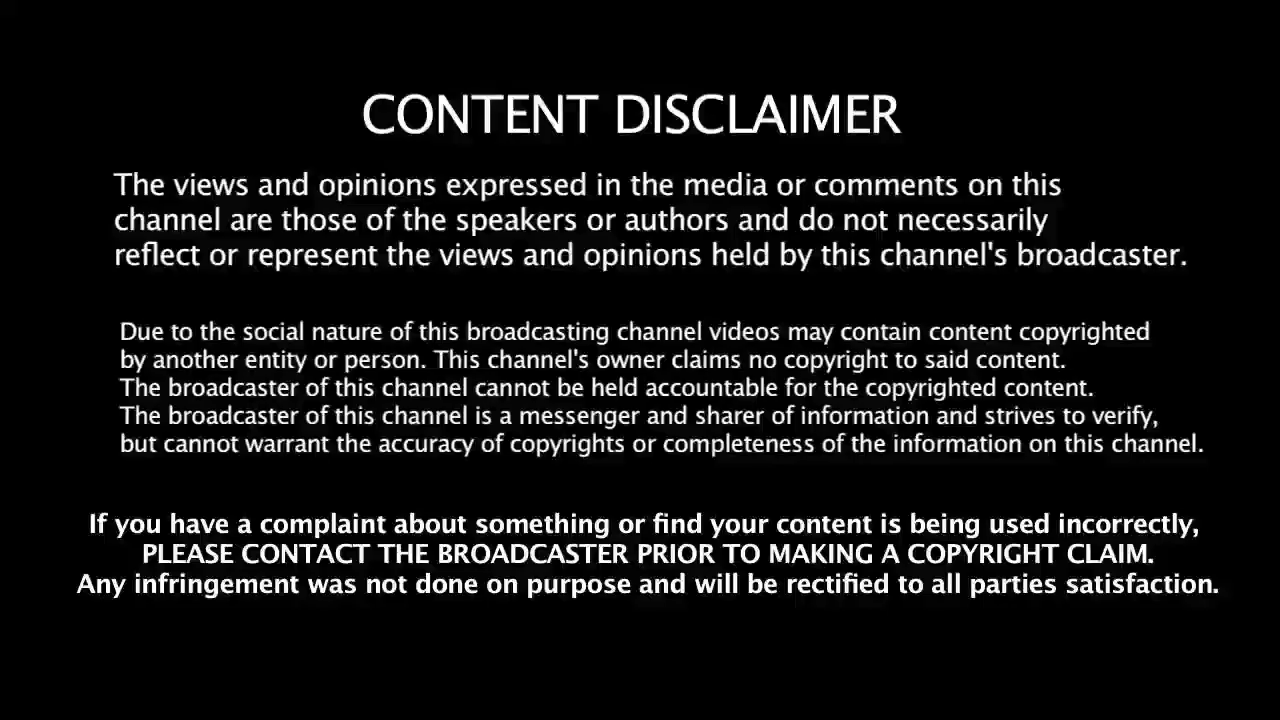 CONTENT DISCLAIMER
The views and opinions expressed in the media or comments on this
channel are those of the speakers or authors and do not necessarily
reflect or represent the views and opinions held by this channel's broadcaster.
Due to the social nature of this broadcasting channel videos may contain content copyrighted
by another entity or person. This channel's owner claims no copyright to said content.
The broadcaster of this channel cannot be held accountable for the copyrighted content.
The broadcaster of this channel is a messenger and sharer of information and strives to verify,
but cannot warrant the accuracy of copyrights or completeness of the information on this channel.
If you have a complaint about something or find your content is being used incorrectly,
PLEASE CONTACT THE BROADCASTER PRIOR TO MAKING A COPYRIGHT CLAIM.
Any infringement was not done on purpose and will be rectified to all parties satisfaction.